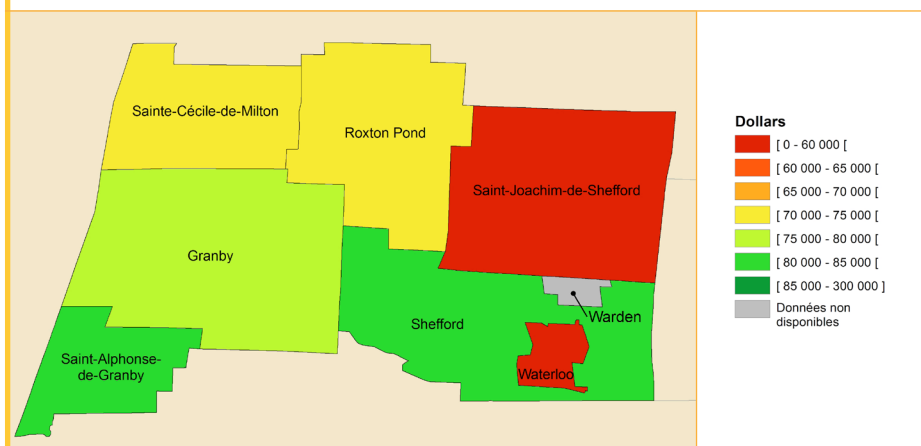 Sainte-Cécile-de-Milton
Roxton Pond
Saint-Joachim-de-Shefford
Granby
Shefford
Warden
Waterloo
Saint-Alphonse-
de-Granby
Dollars
[ 0 - 60 000 [
[ 60 000 - 65 000 [
[ 65 000 - 70 000 [
[ 70 000 - 75 000 [
[ 75 000 - 80 000 [
[ 80 000 - 85 000 [
[ 85 000 - 300 000 ]
Données non
disponibles